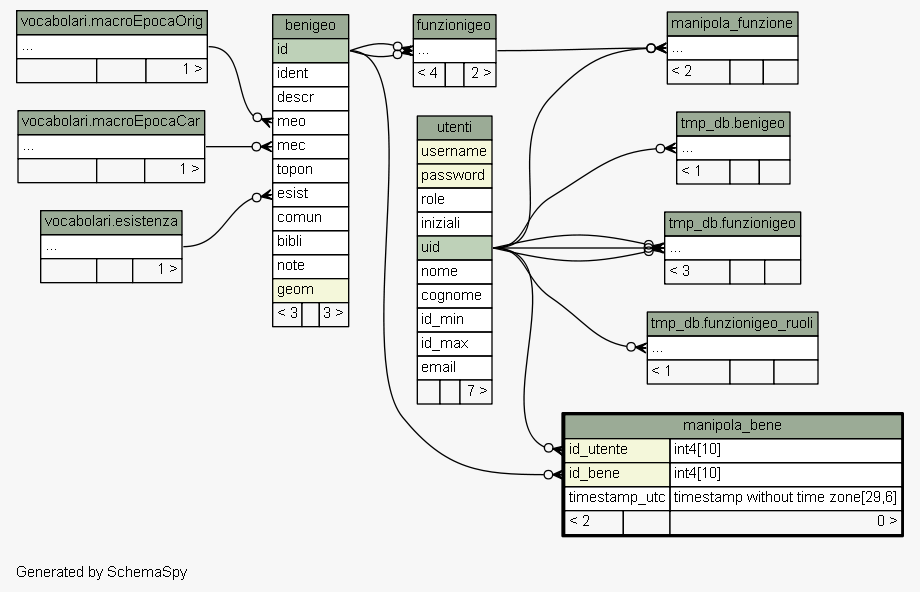 vocabolari.macroEpocaOrig
...
1 >
vocabolari.macroEpocaCar
...
1 >
vocabolari.esistenza
...
1 >
benigeo
id
ident
descr
meo
mec
topon
esist
comun
bibli
note
geom
< 3 3 >
funzionigeo
...
< 4 2 >
utenti
username
password
role
iniziali
uid
nome
cognome
id_min
id_max
email
7 >
manipola_funzione
...
< 2
tmp_db.benigeo
...
< 1
tmp_db.funzionigeo
...
< 3
tmp_db.funzionigeo_ruoli
...
< 1
manipola_bene
id_utente int4[10]
id_bene int4[10]
timestamp_utc timestamp without time zone[29,6]
< 2 0 >
Generated by SchemaSpy